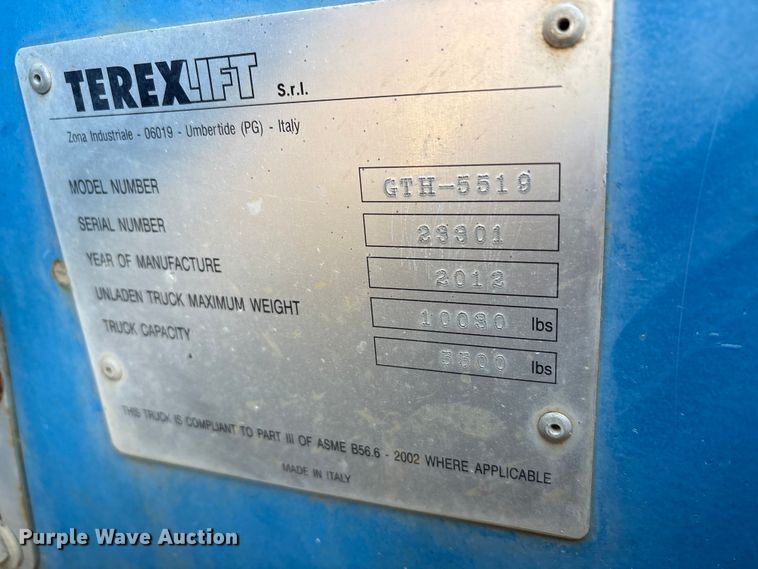 TEREXLIFT S.r.l.
Zona Industriale - 06019 - Umbertide (PG) - Italy
MODEL NUMBER GTH-5519
SERIAL NUMBER 23301
YEAR OF MANUFACTURE 2012
UNLADEN TRUCK MAXIMUM WEIGHT 10080 lbs
TRUCK CAPACITY 5500 lbs
THIS TRUCK IS COMPLIANT TO PART III OF ASME B56.6 - 2002 WHERE APPLICABLE
MADE IN ITALY
Purple Wave Auction